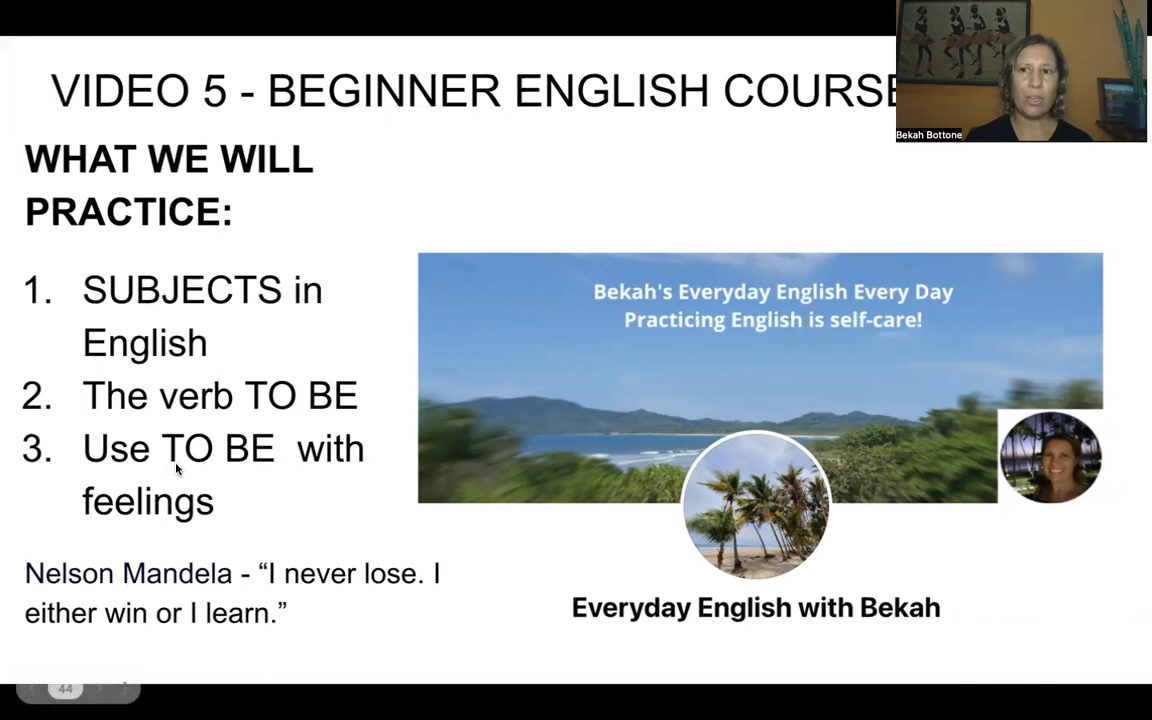 VIDEO 5 - BEGINNER ENGLISH COURSE
Bekah Bottone
WHAT WE WILL
PRACTICE:
1. SUBJECTS in
English
2. The verb TO BE
3. Use TO BE with
feelings
Nelson Mandela - “I never lose. I
either win or I learn.”
Bekah's Everyday English Every Day
Practicing English is self-care!
Everyday English with Bekah
44